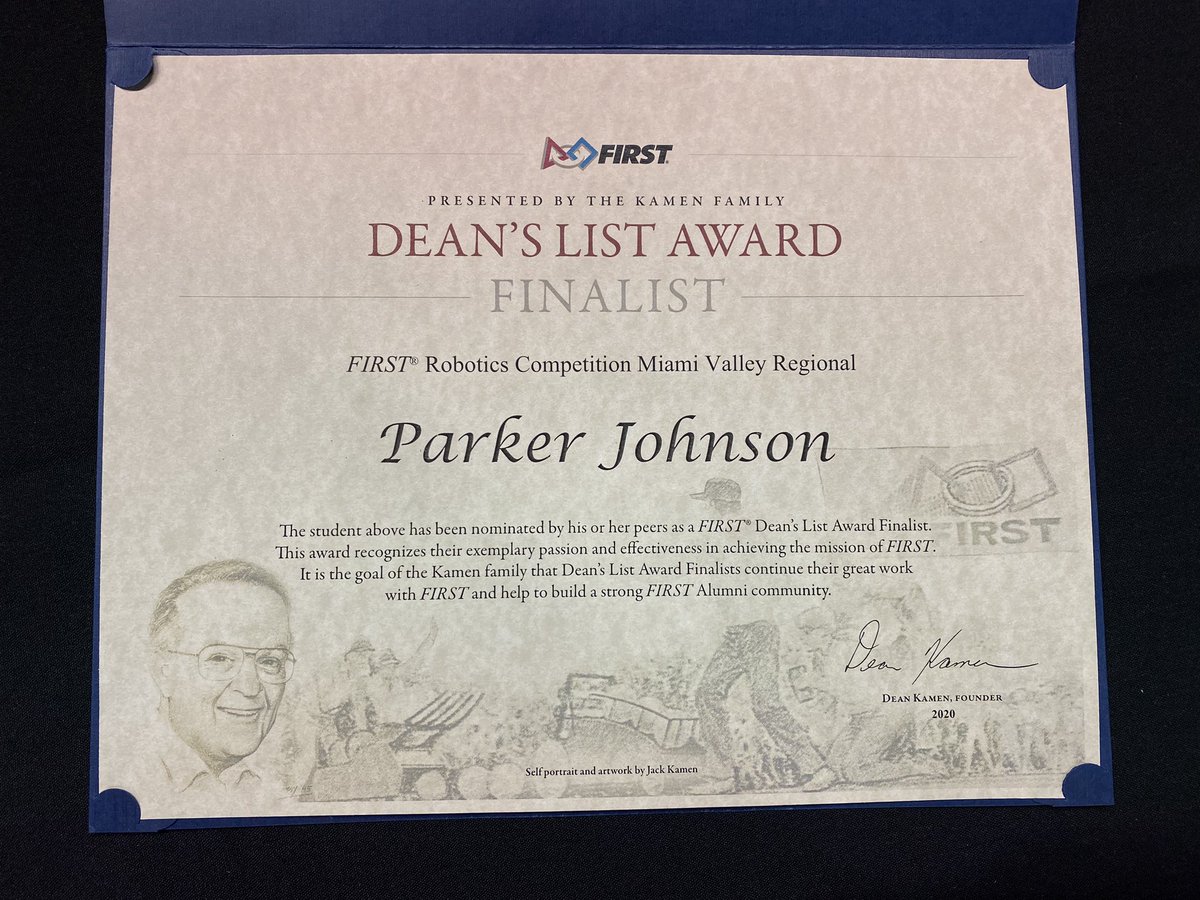 FIRST®
PRESENTED BY THE KAMEN FAMILY
DEAN'S LIST AWARD
FINALIST
FIRST® Robotics Competition Miami Valley Regional
Parker Johnson
FIRST
The student above has been nominated by his or her peers as a FIRST® Dean's List Award Finalist.
This award recognizes their exemplary passion and effectiveness in achieving the mission of FIRST.
It is the goal of the Kamen family that Dean's List Award Finalists continue their great work
with FIRST and help to build a strong FIRST Alumni community.
Dean Kamen
DEAN KAMEN, FOUNDER
2020
Self portrait and artwork by Jack Kamen